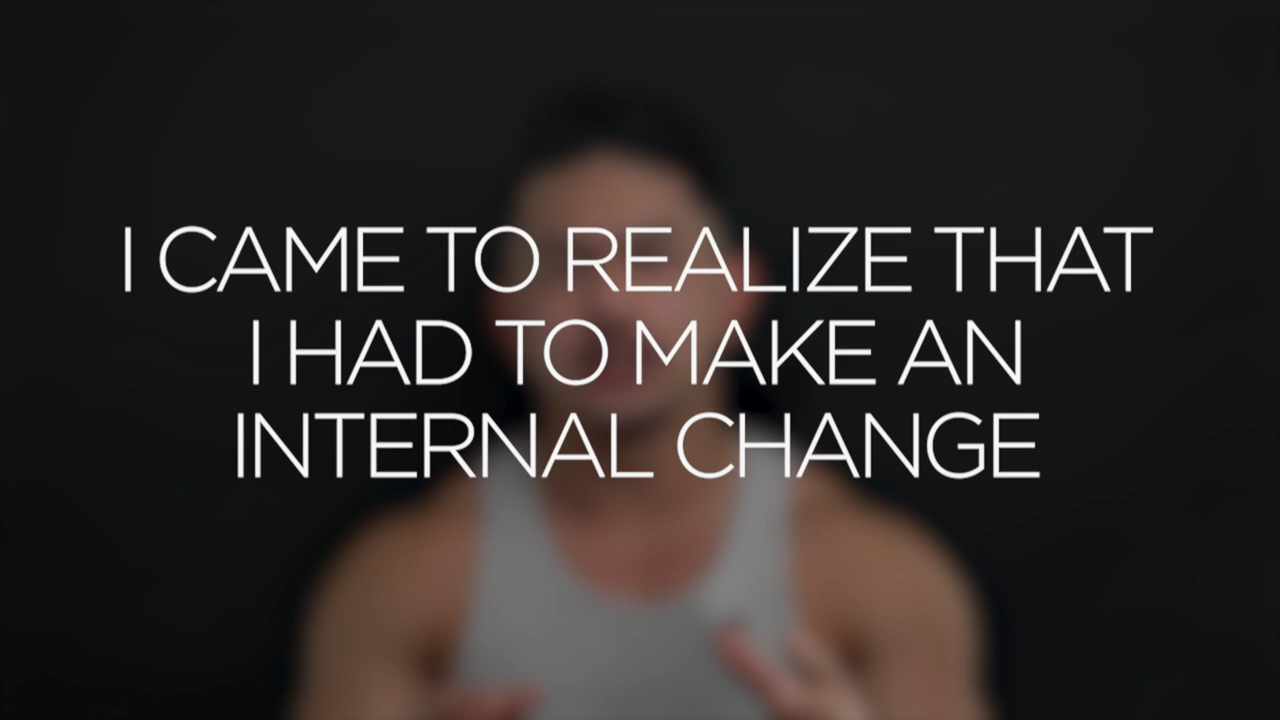 I CAME TO REALIZE THAT
I HAD TO MAKE AN
INTERNAL CHANGE